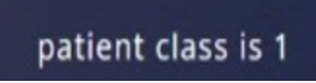 patient class is 1